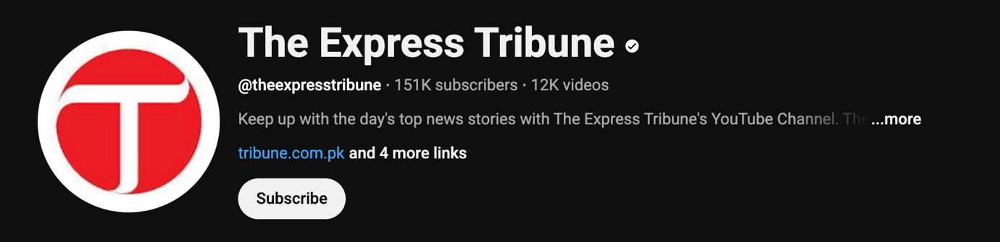 The Express Tribune
@theexpresstribune · 151K subscribers · 12K videos
Keep up with the day's top news stories with The Express Tribune's YouTube Channel. The ...more
tribune.com.pk and 4 more links
Subscribe